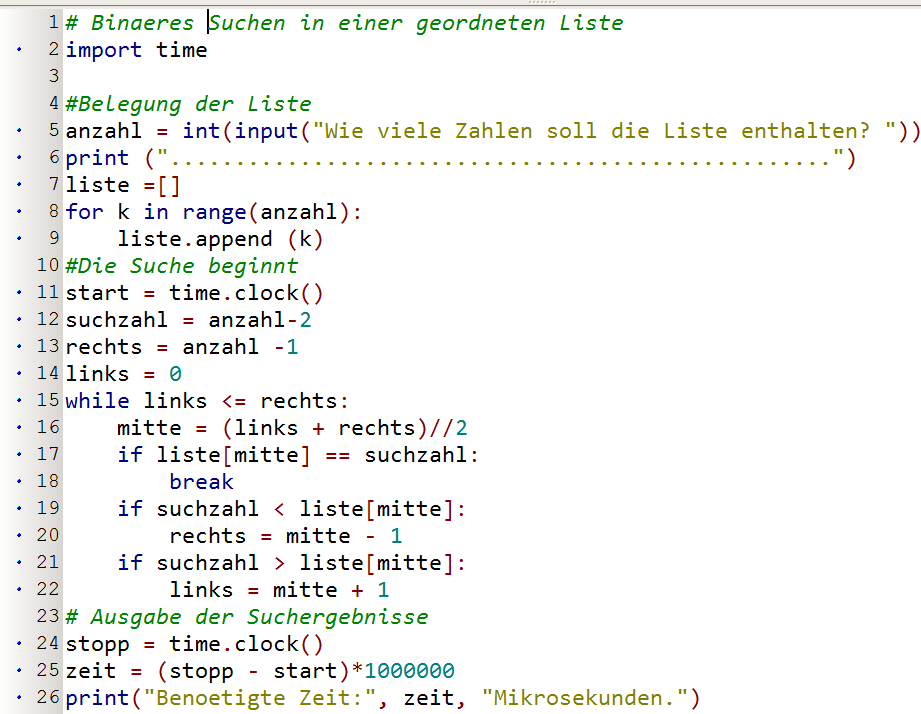 1 # Binaeres Suchen in einer geordneten Liste
2 import time
3
4 #Belegung der Liste
5 anzahl = int(input("Wie viele Zahlen soll die Liste enthalten? "))
6 print ("...................................................")
7 liste =[]
8 for k in range(anzahl):
9     liste.append (k)
10 #Die Suche beginnt
11 start = time.clock()
12 suchzahl = anzahl-2
13 rechts = anzahl -1
14 links = 0
15 while links <= rechts:
16     mitte = (links + rechts)//2
17     if liste[mitte] == suchzahl:
18         break
19     if suchzahl < liste[mitte]:
20         rechts = mitte - 1
21     if suchzahl > liste[mitte]:
22         links = mitte + 1
23 # Ausgabe der Suchergebnisse
24 stopp = time.clock()
25 zeit = (stopp - start)*1000000
26 print("Benoetigte Zeit:", zeit, "Mikrosekunden.")